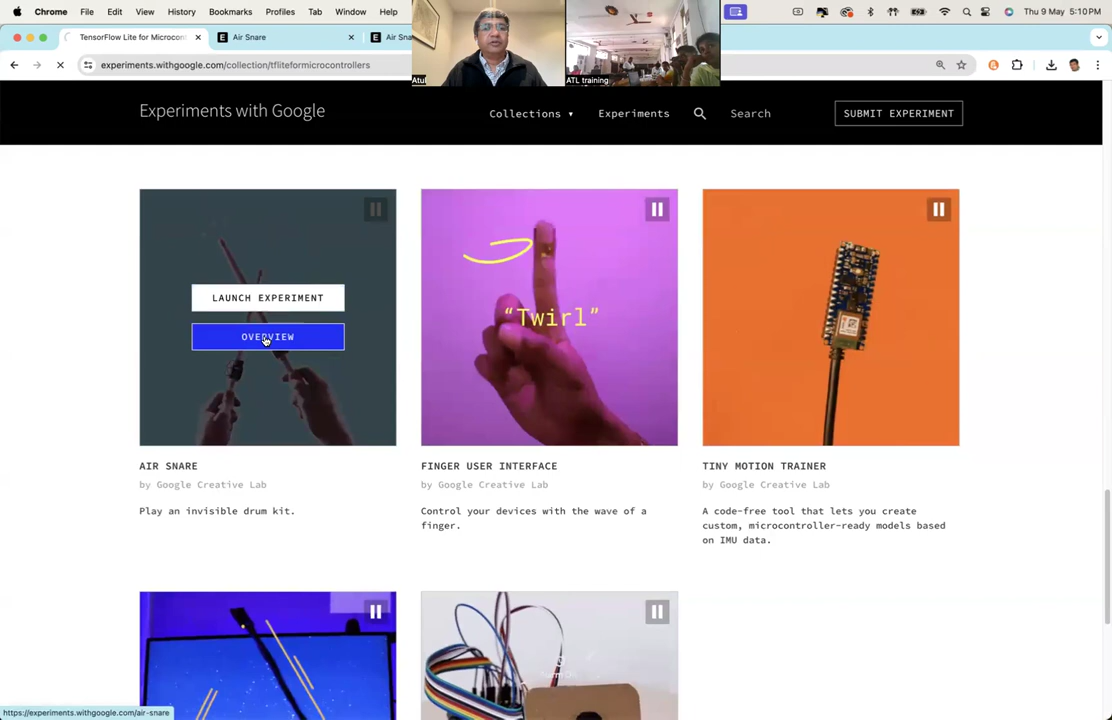 Chrome File Edit View History Bookmarks Profiles Tab Window Help
Thu 9 May 5:10PM
TensorFlow Lite for Microcon
Air Snare
Air Sna
experiments.withgoogle.com/collection/tfliteformicrocontrollers
Atul
ATL training
Experiments with Google
Collections
Experiments
Search
SUBMIT EXPERIMENT
LAUNCH EXPERIMENT
OVERVIEW
“Twirl”
AIR SNARE
by Google Creative Lab
Play an invisible drum kit.
FINGER USER INTERFACE
by Google Creative Lab
Control your devices with the wave of a
finger.
TINY MOTION TRAINER
by Google Creative Lab
A code-free tool that lets you create
custom, microcontroller-ready models based
on IMU data.
https://experiments.withgoogle.com/air-snare